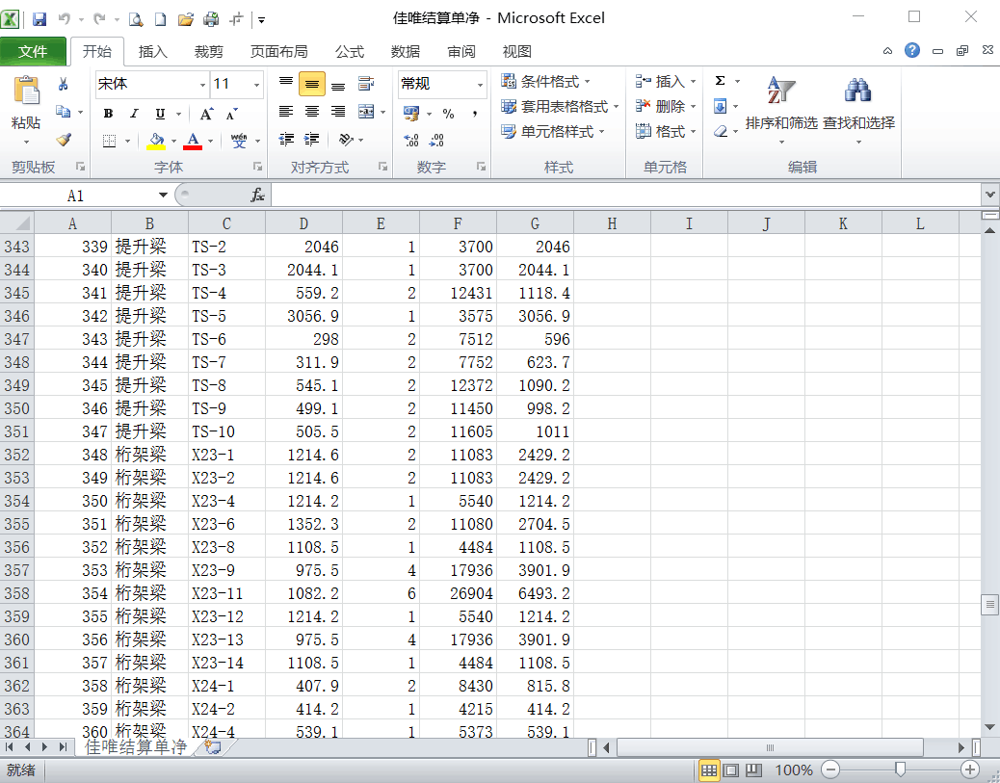 佳唯结算单净 - Microsoft Excel
文件 开始 插入 裁剪 页面布局 公式 数据 审阅 视图
宋体 11 常规 条件格式 插入 Σ
粘贴 B I U A A % , 套用表格格式 删除 排序和筛选 查找和选择
A wén 文 .0 .00 .00 .0 单元格样式 格式
剪贴板 字体 对齐方式 数字 样式 单元格 编辑
A1 fx
A B C D E F G H I J K L
343 339 提升梁 TS-2 2046 1 3700 2046
344 340 提升梁 TS-3 2044.1 1 3700 2044.1
345 341 提升梁 TS-4 559.2 2 12431 1118.4
346 342 提升梁 TS-5 3056.9 1 3575 3056.9
347 343 提升梁 TS-6 298 2 7512 596
348 344 提升梁 TS-7 311.9 2 7752 623.7
349 345 提升梁 TS-8 545.1 2 12372 1090.2
350 346 提升梁 TS-9 499.1 2 11450 998.2
351 347 提升梁 TS-10 505.5 2 11605 1011
352 348 桁架梁 X23-1 1214.6 2 11083 2429.2
353 349 桁架梁 X23-2 1214.6 2 11083 2429.2
354 350 桁架梁 X23-4 1214.2 1 5540 1214.2
355 351 桁架梁 X23-6 1352.3 2 11080 2704.5
356 352 桁架梁 X23-8 1108.5 1 4484 1108.5
357 353 桁架梁 X23-9 975.5 4 17936 3901.9
358 354 桁架梁 X23-11 1082.2 6 26904 6493.2
359 355 桁架梁 X23-12 1214.2 1 5540 1214.2
360 356 桁架梁 X23-13 975.5 4 17936 3901.9
361 357 桁架梁 X23-14 1108.5 1 4484 1108.5
362 358 桁架梁 X24-1 407.9 2 8430 815.8
363 359 桁架梁 X24-2 414.2 1 4215 414.2
364 360 桁架梁 X24-4 539.1 1 5373 539.1
佳唯结算单净
就绪 100%